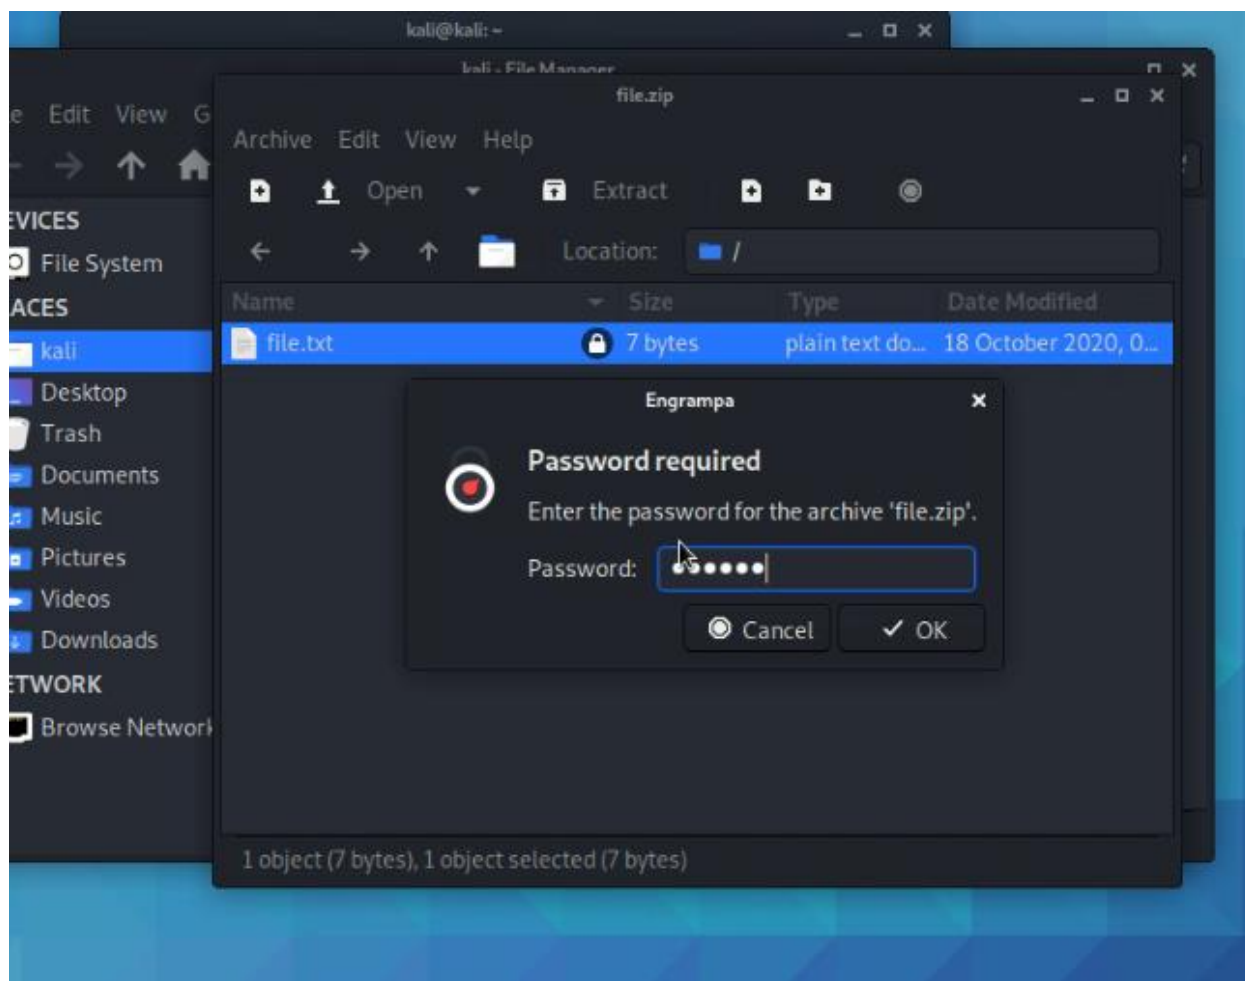 kali@kali: ~
kali - File Manager
file.zip
Edit View G
Archive Edit View Help
Open Extract
Location: /
File System
kali
Desktop
Trash
Documents
Music
Pictures
Videos
Downloads
Browse Network
Name Size Type Date Modified
file.txt 7 bytes plain text do... 18 October 2020, 0...
Engrampa
Password required
Enter the password for the archive 'file.zip'.
Password: ••••••
Cancel OK
1 object (7 bytes), 1 object selected (7 bytes)